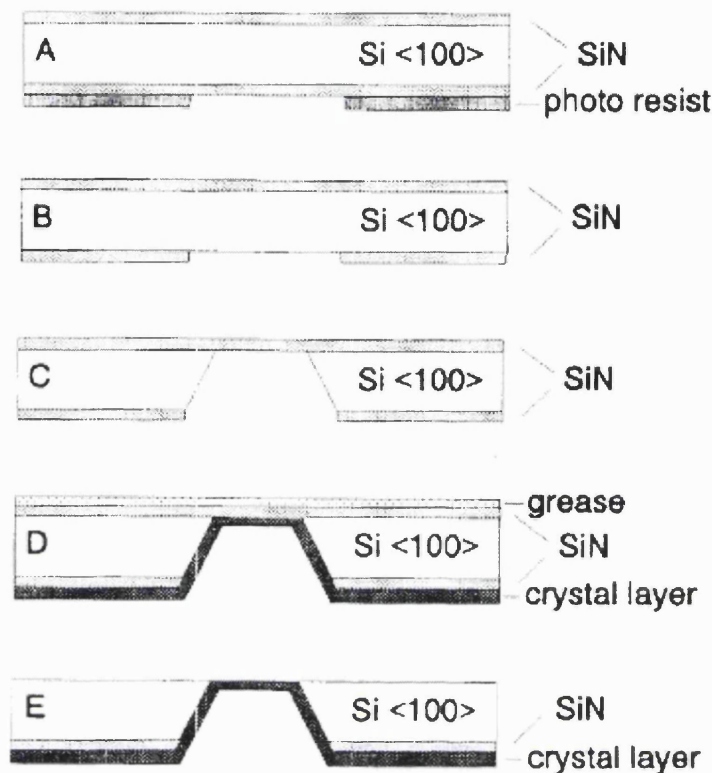 A Si <100> SiN
photo resist
B Si <100> SiN
C Si <100> SiN
grease
D Si <100> SiN
crystal layer
E Si <100> SiN
crystal layer